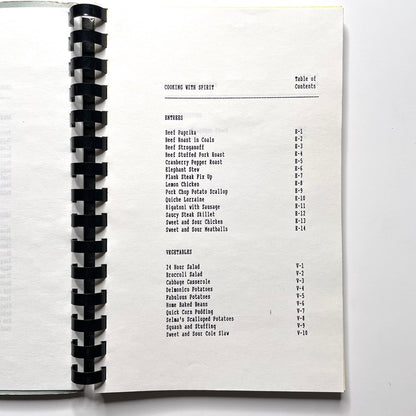 Table of
COOKING WITH SPIRIT Contents
ENTREES
Beef Paprika E-1
Beef Roast in Coals E-2
Beef Stroganoff E-3
Beef Stuffed Pork Roast E-4
Cranberry Pepper Roast E-5
Elephant Stew E-6
Flank Steak Fix Up E-7
Lemon Chicken E-8
Pork Chop Potato Scallop E-9
Quiche Lorraine E-10
Rigatoni with Sausage E-11
Saucy Steak Skillet E-12
Sweet and Sour Chicken E-13
Sweet and Sour Meatballs E-14
VEGETABLES
24 Hour Salad V-1
Broccoli Salad V-2
Cabbage Casserole V-3
Delmonico Potatoes V-4
Fabulous Potatoes V-5
Home Baked Beans V-6
Quick Corn Pudding V-7
Selma's Scalloped Potatoes V-8
Squash and Stuffing V-9
Sweet and Sour Cole Slaw V-10